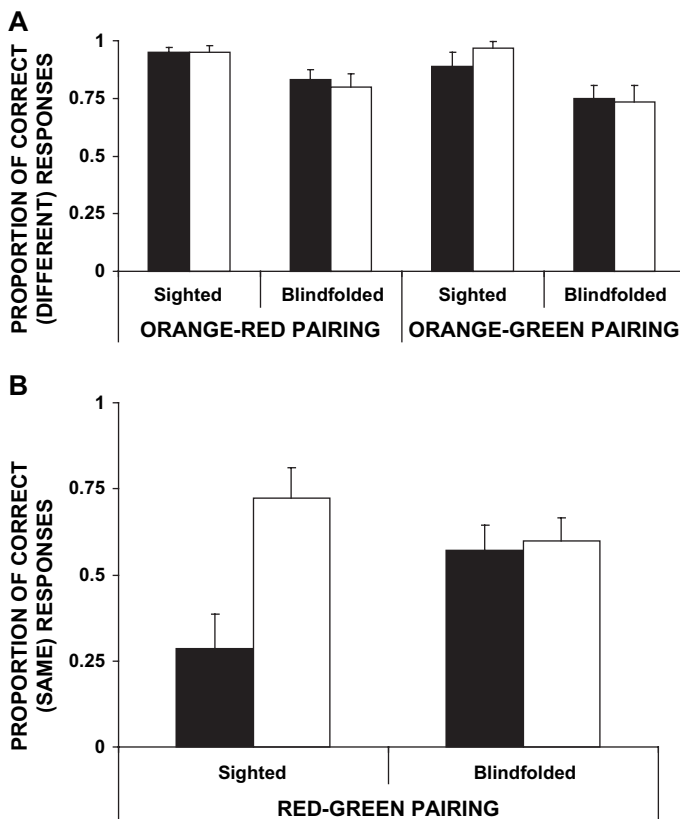 A
PROPORTION OF CORRECT
(DIFFERENT) RESPONSES
1
0.75
0.5
0.25
0
Sighted Blindfolded Sighted Blindfolded
ORANGE-RED PAIRING ORANGE-GREEN PAIRING
B
PROPORTION OF CORRECT
(SAME) RESPONSES
1
0.75
0.5
0.25
0
Sighted Blindfolded
RED-GREEN PAIRING